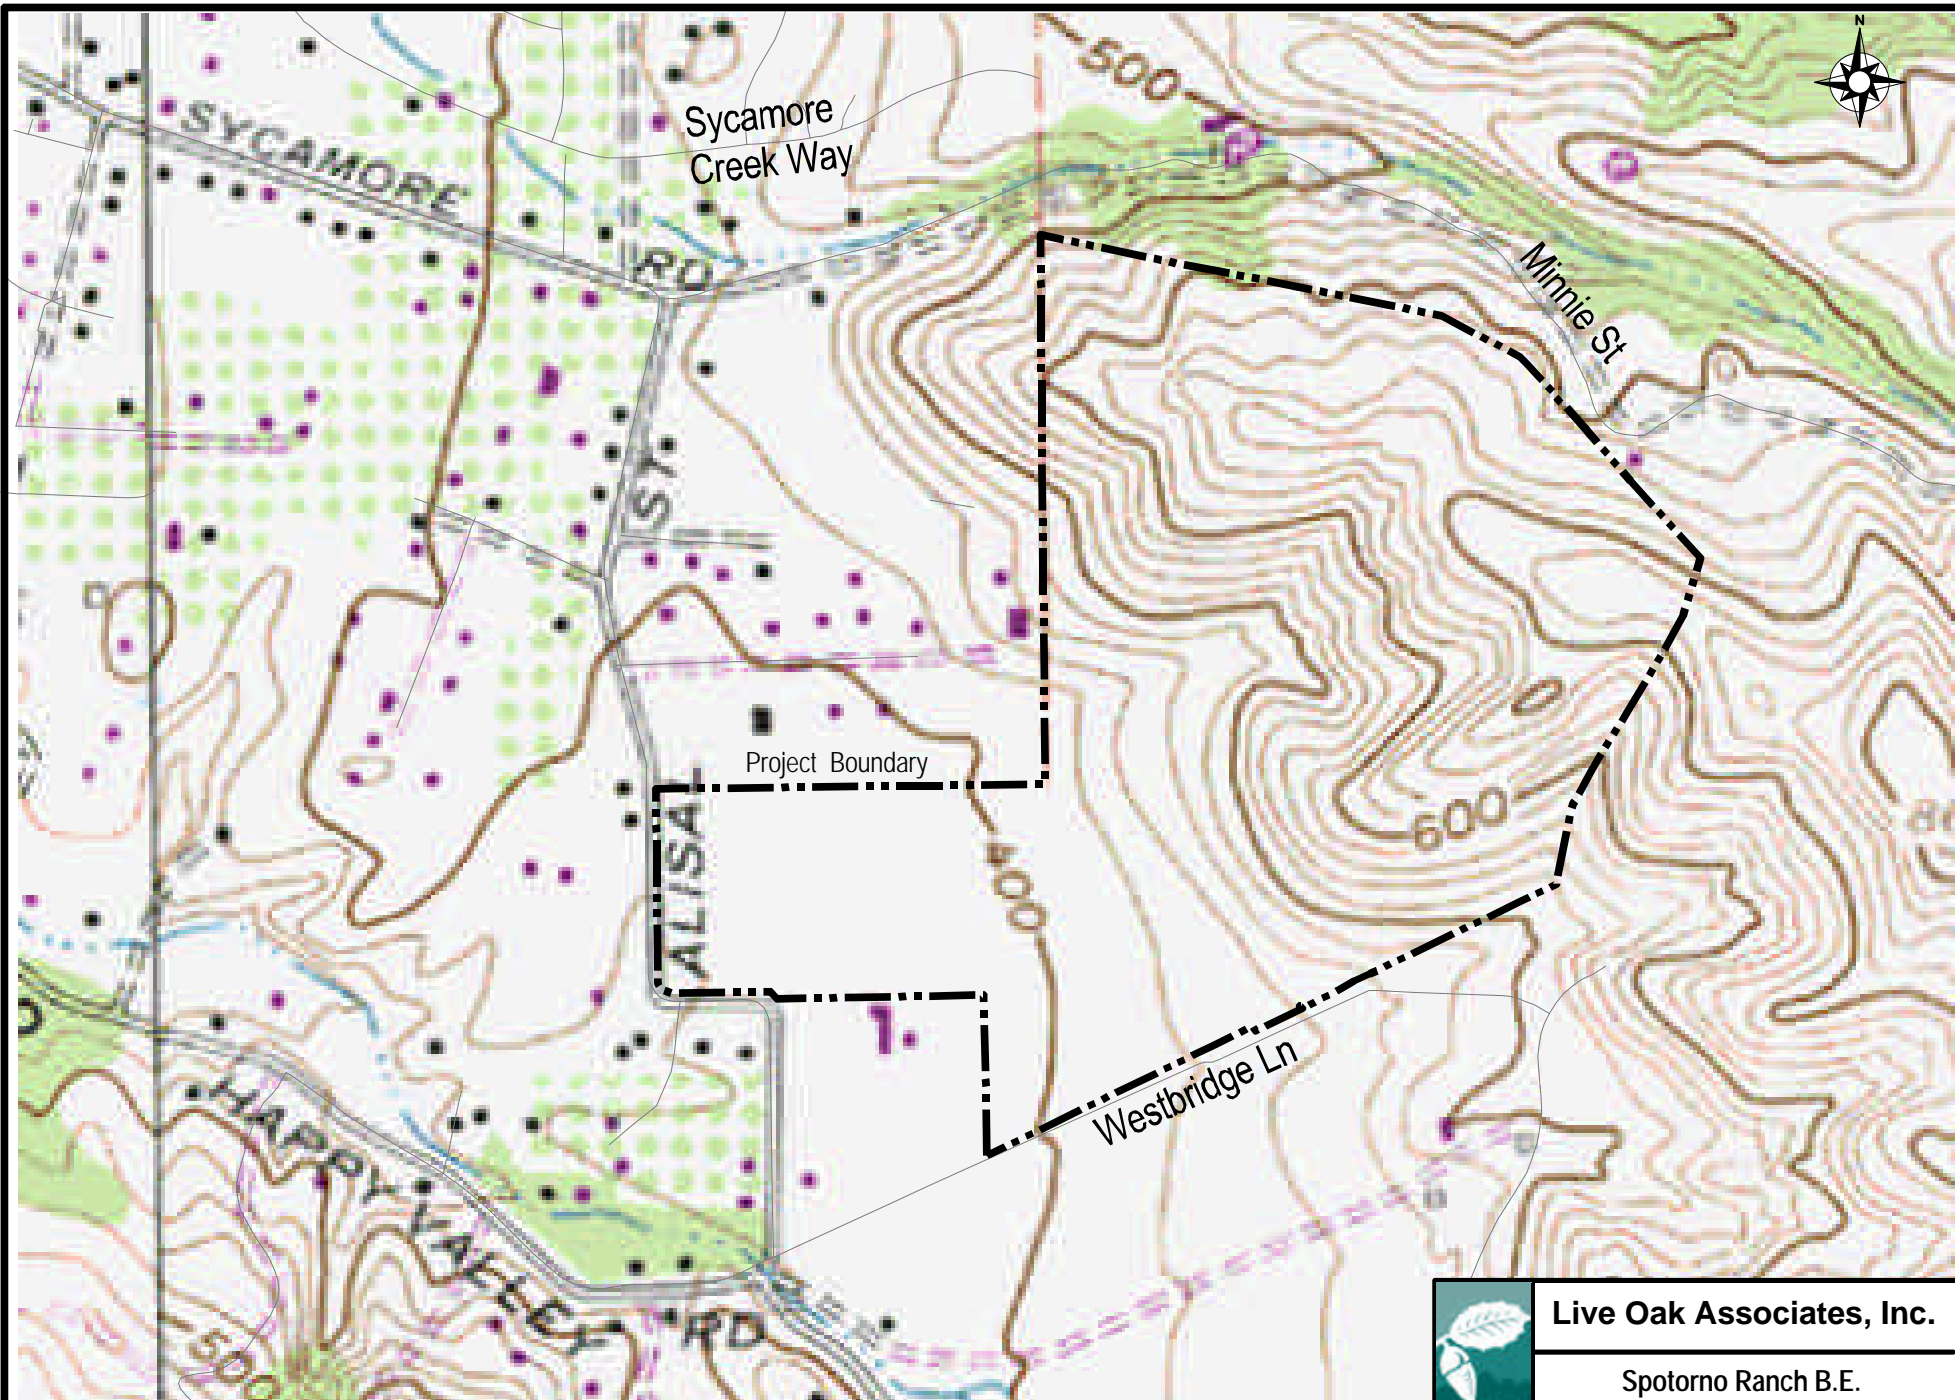 N
500
Sycamore
Creek Way
SYCAMORE
RD
Minnie St
SY
Project Boundary
600
ALISAL
400
Westbridge Ln
HAPPY VALLEY
RD
500
Live Oak Associates, Inc.
Spotorno Ranch B.E.